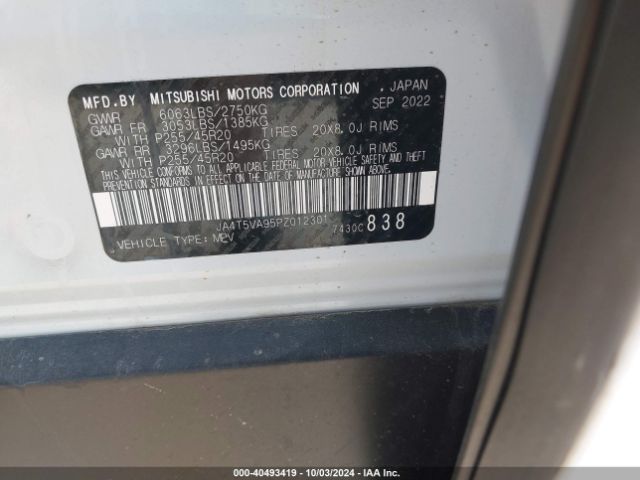 MFD.BY MITSUBISHI MOTORS CORPORATION , JAPAN
GVWR 6063LBS/2750KG SEP 2022
GAWR FR 3053LBS/1385KG
WITH P255/45R20 TIRES 20X8.0J RIMS
GAWR RR 3296LBS/1495KG
WITH P255/45R20 TIRES 20X8.0J RIMS
THIS VEHICLE CONFORMS TO ALL APPLICABLE FEDERAL MOTOR VEHICLE SAFETY AND THEFT
PREVENTION STANDARDS IN EFFECT ON THE DATE OF MANUFACTURE SHOWN ABOVE.
JA4T5VA95PZ012301
VEHICLE TYPE: MPV 7430C 838
000-40493419 - 10/03/2024 - IAA Inc.